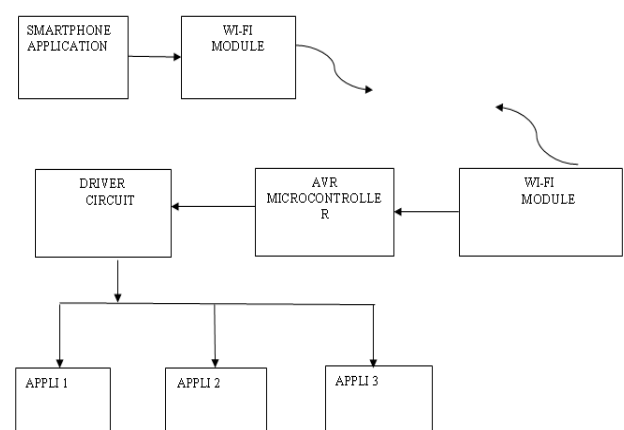 SMARTPHONE
APPLICATION
WI-FI
MODULE
DRIVER
CIRCUIT
AVR
MICROCONTROLLE
R
WI-FI
MODULE
APPLI 1
APPLI 2
APPLI 3